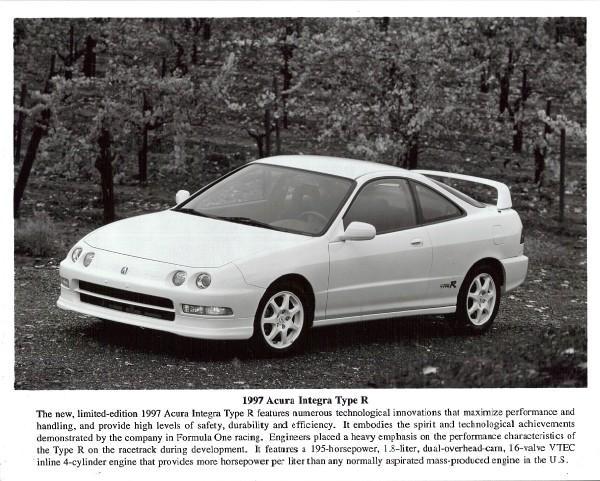 TYPE R
1997 Acura Integra Type R
The new, limited-edition 1997 Acura Integra Type R features numerous technological innovations that maximize performance and
handling, and provide high levels of safety, durability and efficiency. It embodies the spirit and technological achievements
demonstrated by the company in Formula One racing. Engineers placed a heavy emphasis on the performance characteristics of
the Type R on the racetrack during development. It features a 195-horsepower, 1.8-liter, dual-overhead-cam, 16-valve VTEC
inline 4-cylinder engine that provides more horsepower per liter than any normally aspirated mass-produced engine in the U.S.